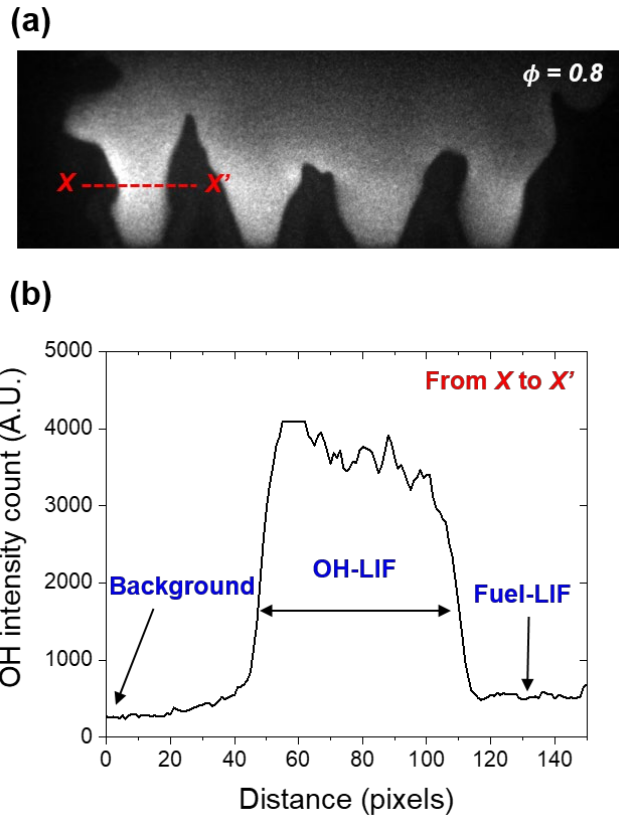 (a)
ϕ = 0.8
X X'
(b)
OH intensity count (A.U.)
5000
4000
3000
2000
1000
0
From X to X'
Background
OH-LIF
Fuel-LIF
0 20 40 60 80 100 120 140
Distance (pixels)